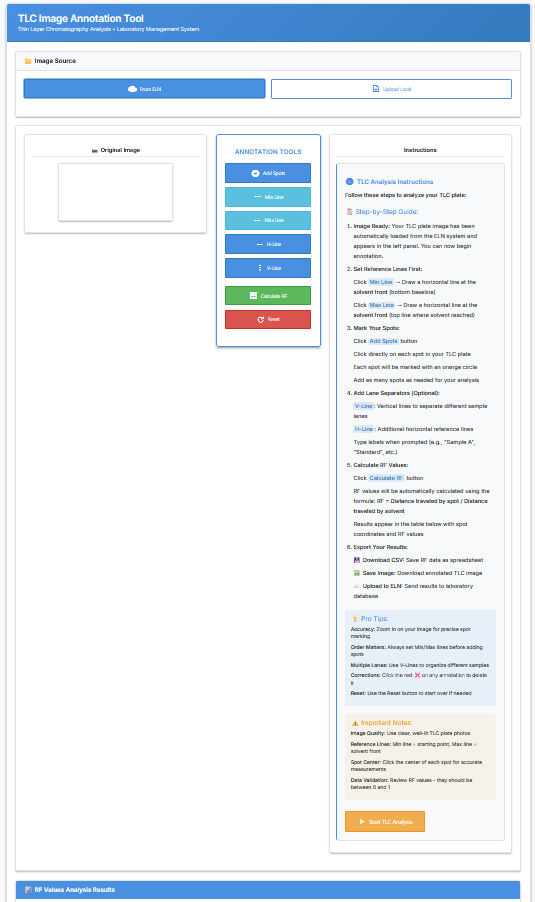 TLC Image Annotation Tool
Thin Layer Chromatography Analysis • Laboratory Management System
Image Source
From ELN
Upload Local
Original Image
ANNOTATION TOOLS
Add Spots
Min Line
Max Line
H-Line
V-Line
Calculate RF
Reset
Instructions
TLC Analysis Instructions
Follow these steps to analyze your TLC plate:
Step-by-Step Guide:
1. Image Ready: Your TLC plate image has been
automatically loaded from the ELN system and
appears in the left panel. You can now begin
annotation.
2. Set Reference Lines First:
Click Min Line → Draw a horizontal line at the
solvent front (bottom baseline)
Click Max Line → Draw a horizontal line at the
solvent front (top line where solvent reached)
3. Mark Your Spots:
Click Add Spots button
Click directly on each spot in your TLC plate
Each spot will be marked with an orange circle
Add as many spots as needed for your analysis
4. Add Lane Separators (Optional):
V-Line: Vertical lines to separate different sample
lanes
H-Line: Additional horizontal reference lines
Type labels when prompted (e.g., "Sample A",
"Standard", etc.)
5. Calculate RF Values:
Click Calculate RF button
RF values will be automatically calculated using the
formula: RF = Distance traveled by spot / Distance
traveled by solvent
Results appear in the table below with spot
coordinates and RF values
6. Export Your Results:
Download CSV: Save RF data as spreadsheet
Save Image: Download annotated TLC image
Upload to ELN: Send results to laboratory
database
Pro Tips:
Accuracy: Zoom in on your image for precise spot
marking
Order Matters: Always set Min/Max lines before adding
spots
Multiple Lanes: Use V-Lines to organize different samples
Corrections: Click the red ❌ on any annotation to delete
it
Reset: Use the Reset button to start over if needed
Important Notes:
Image Quality: Use clear, well-lit TLC plate photos
Reference Lines: Min line = starting point, Max line =
solvent front
Spot Center: Click the center of each spot for accurate
measurements
Data Validation: Review RF values - they should be
between 0 and 1
Start TLC Analysis
RF Values Analysis Results